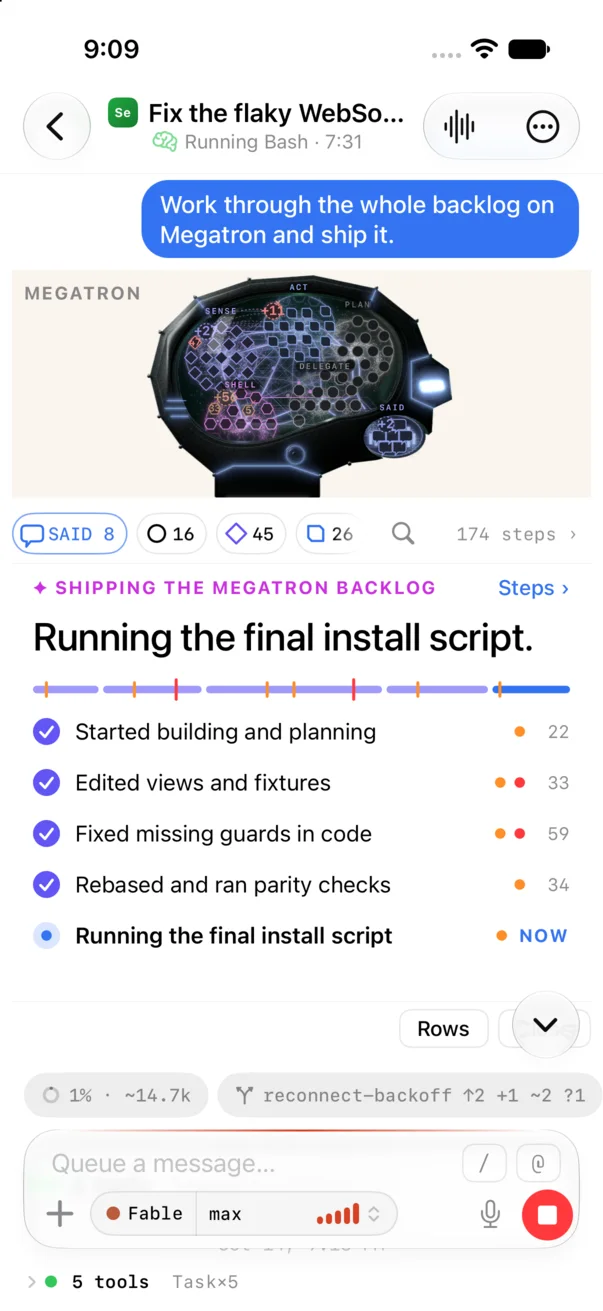 9:09
Se
Fix the flaky WebSo...
Running Bash · 7:31
Work through the whole backlog on
Megatron and ship it.
MEGATRON
ACT
PLAN
SENSE
+11
+2
DELEGATE
SHELL
SAID
+2
SAID 8
16
45
26
174 steps ›
✦ SHIPPING THE MEGATRON BACKLOG
Steps ›
Running the final install script.
Started building and planning
22
Edited views and fixtures
33
Fixed missing guards in code
59
Rebased and ran parity checks
34
Running the final install script
NOW
Rows
1% · ~14.7k
reconnect-backoff ↑2 +1 ~2 ?1
Queue a message...
/
@
Fable
max
5 tools
Task×5